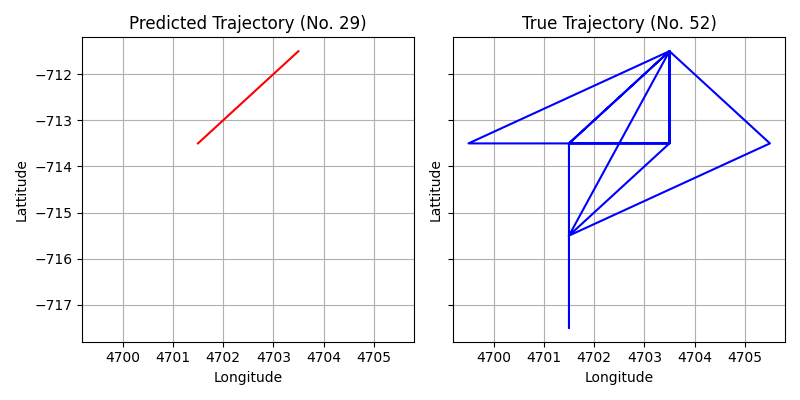 Predicted Trajectory (No. 29)
True Trajectory (No. 52)
Lattitude
−712
−713
−714
−715
−716
−717
4700 4701 4702 4703 4704 4705
Longitude
Lattitude
4700 4701 4702 4703 4704 4705
Longitude